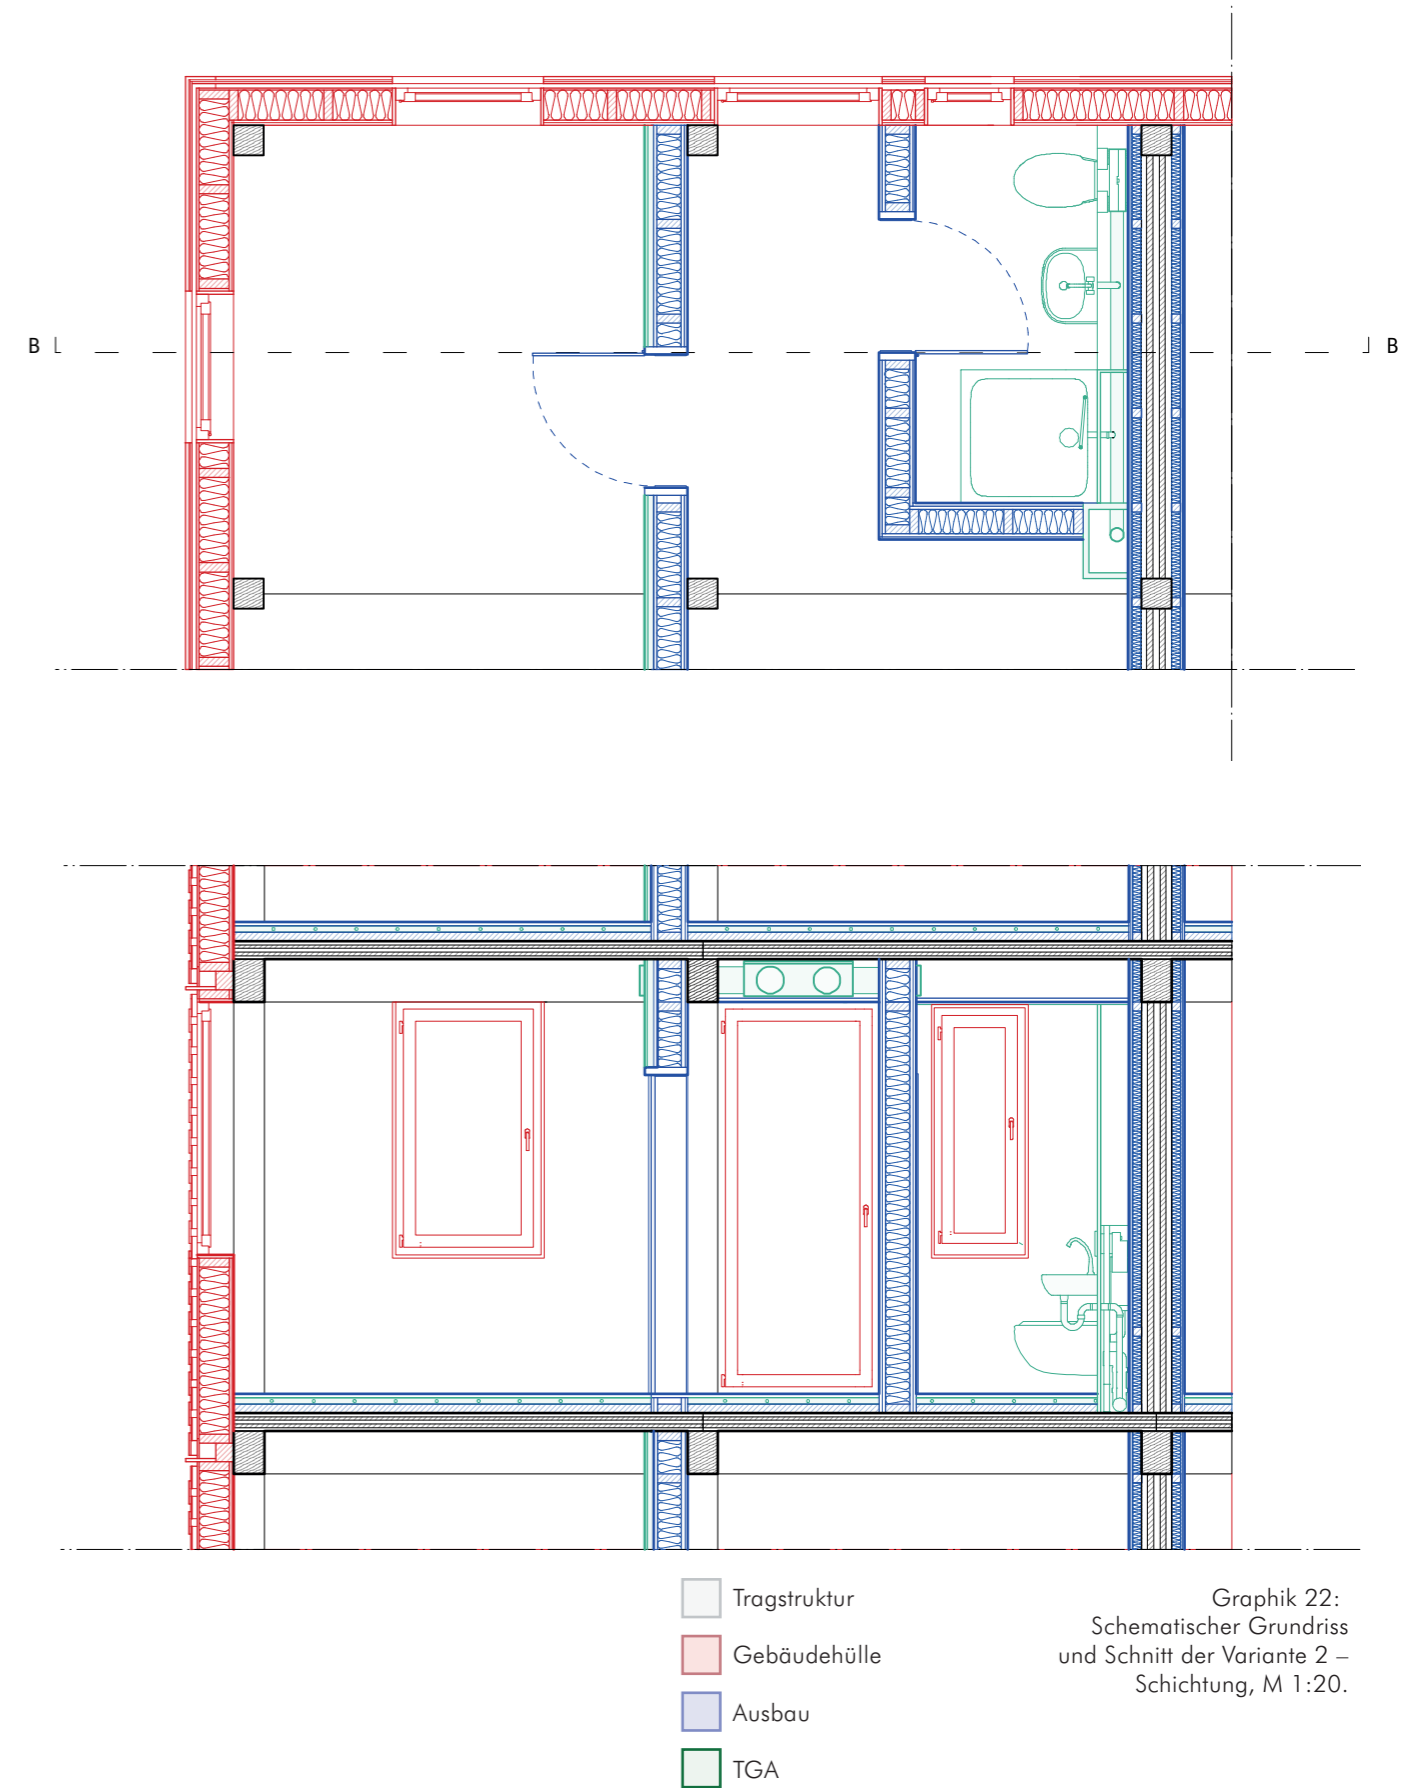 B
B
Tragstruktur
Gebäudehülle
Ausbau
TGA
Graphik 22:
Schematischer Grundriss
und Schnitt der Variante 2 –
Schichtung, M 1:20.